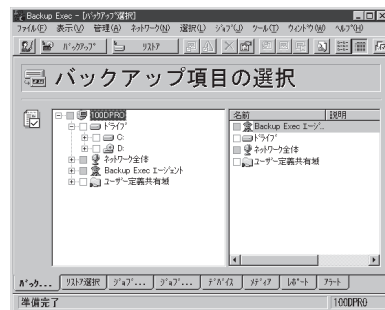 Backup Exec - [ﾊﾞｯｸｱｯﾌﾟ選択]
ﾌｧｲﾙ(F) 表示(V) 管理(A) ﾈｯﾄﾜｰｸ(N) 選択(L) ｼﾞｮﾌﾞ(J) ﾂｰﾙ(T) ｳｨﾝﾄﾞｳ(W) ﾍﾙﾌﾟ(H)
ﾊﾞｯｸｱｯﾌﾟ ﾘｽﾄｱ
バックアップ項目の選択
100DPRO
ﾄﾞﾗｲﾌﾞ
C:
D:
ﾈｯﾄﾜｰｸ全体
Backup Exec ｴｰｼﾞｪﾝﾄ
ﾕｰｻﾞｰ定義共有域
名前 説明
Backup Exec ｴｰｼﾞ...
ﾄﾞﾗｲﾌﾞ
ﾈｯﾄﾜｰｸ全体
ﾕｰｻﾞｰ定義共有域
ﾊﾞｯｸ... ﾘｽﾄｱ選択 ｼﾞｮﾌﾞ... ｼﾞｮﾌﾞ... ﾃﾞﾊﾞｲｽ ﾒﾃﾞｨｱ ﾚﾎﾟｰﾄ ｱﾗｰﾄ
準備完了 100DPRO